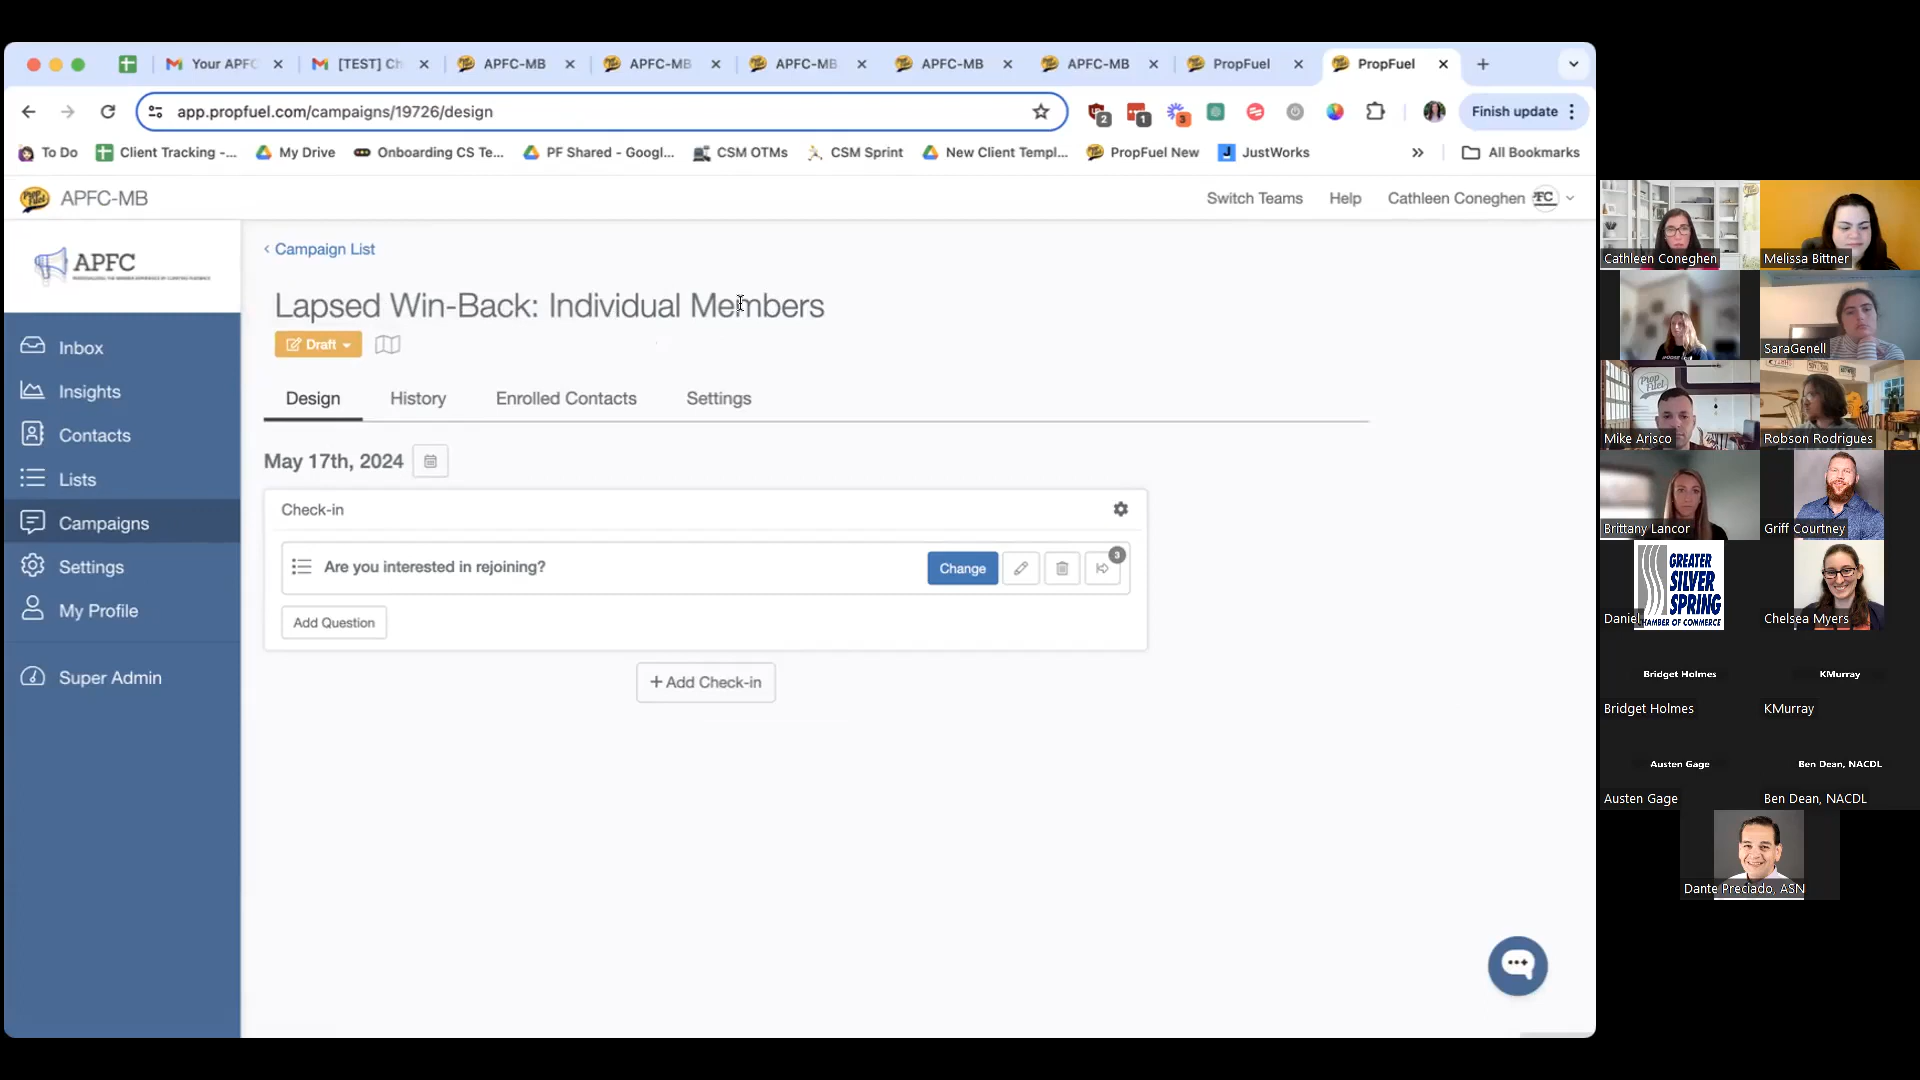 Your APFC
[TEST] Ch
APFC-MB
APFC-MB
APFC-MB
APFC-MB
APFC-MB
PropFuel
PropFuel
app.propfuel.com/campaigns/19726/design
2
1
3
Finish update
To Do
Client Tracking -...
My Drive
Onboarding CS Te...
PF Shared - Googl...
CSM OTMs
CSM Sprint
New Client Templ...
PropFuel New
JustWorks
»
All Bookmarks
APFC-MB
Switch Teams
Help
Cathleen Coneghen
FC
APFC
Inbox
Insights
Contacts
Lists
Campaigns
Settings
My Profile
Super Admin
Campaign List
Lapsed Win-Back: Individual Members
Draft
Design
History
Enrolled Contacts
Settings
May 17th, 2024
Check-in
Are you interested in rejoining?
Change
3
Add Question
+ Add Check-in
Cathleen Coneghen
Melissa Bittner
SaraGenell
Prop Fuel
Mike Arisco
Robson Rodrigues
Brittany Lancor
Griff Courtney
GREATER
SILVER
SPRING
CHAMBER OF COMMERCE
Daniel
Chelsea Myers
Bridget Holmes
KMurray
Bridget Holmes
KMurray
Austen Gage
Ben Dean, NACDL
Austen Gage
Ben Dean, NACDL
Dante Preciado, ASN